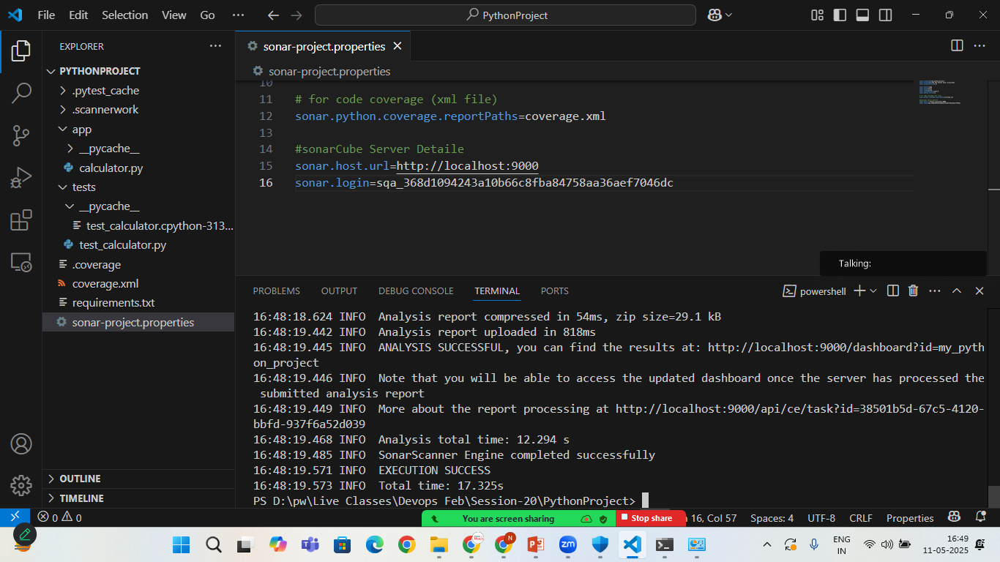 File Edit Selection View Go ··· PythonProject
EXPLORER ···
PYTHONPROJECT
.pytest_cache
.scannerwork
app
__pycache__
calculator.py
tests
__pycache__
test_calculator.cpython-313...
test_calculator.py
.coverage
coverage.xml
requirements.txt
sonar-project.properties
OUTLINE
TIMELINE
sonar-project.properties
sonar-project.properties
10
11 # for code coverage (xml file)
12 sonar.python.coverage.reportPaths=coverage.xml
13
14 #sonarCube Server Detaile
15 sonar.host.url=http://localhost:9000
16 sonar.login=sqa_368d1094243a10b66c8fba84758aa36aef7046dc
Talking:
PROBLEMS OUTPUT DEBUG CONSOLE TERMINAL PORTS powershell
16:48:18.624 INFO Analysis report compressed in 54ms, zip size=29.1 kB
16:48:19.442 INFO Analysis report uploaded in 818ms
16:48:19.445 INFO ANALYSIS SUCCESSFUL, you can find the results at: http://localhost:9000/dashboard?id=my_pyth
on_project
16:48:19.446 INFO Note that you will be able to access the updated dashboard once the server has processed the
submitted analysis report
16:48:19.449 INFO More about the report processing at http://localhost:9000/api/ce/task?id=38501b5d-67c5-4120-
bbfd-937f6a52d039
16:48:19.468 INFO Analysis total time: 12.294 s
16:48:19.485 INFO SonarScanner Engine completed successfully
16:48:19.571 INFO EXECUTION SUCCESS
16:48:19.573 INFO Total time: 17.325s
PS D:\pw\Live Classes\Devops Feb\Session-20\PythonProject>
0 0 You are screen sharing Stop share 16, Col 57 Spaces: 4 UTF-8 CRLF Properties
zm ENG
IN
16:49
11-05-2025